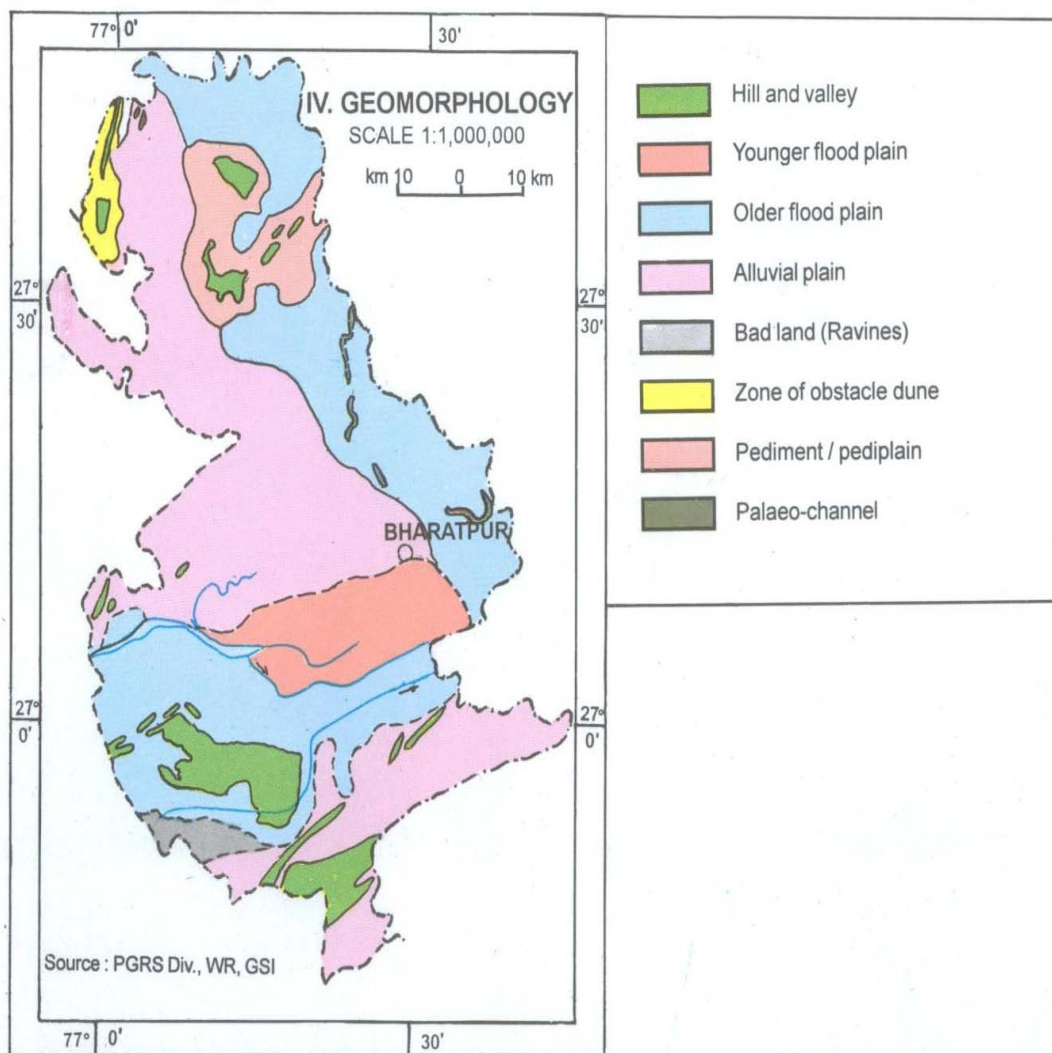 77° 0'
30'
IV. GEOMORPHOLOGY
SCALE 1:1,000,000
km 10 0 10 km
27°
30'
27°
30'
BHARATPUR
27°
0'
27°
0'
Source : PGRS Div., WR, GSI
77° 0'
30'
Hill and valley
Younger flood plain
Older flood plain
Alluvial plain
Bad land (Ravines)
Zone of obstacle dune
Pediment / pediplain
Palaeo-channel